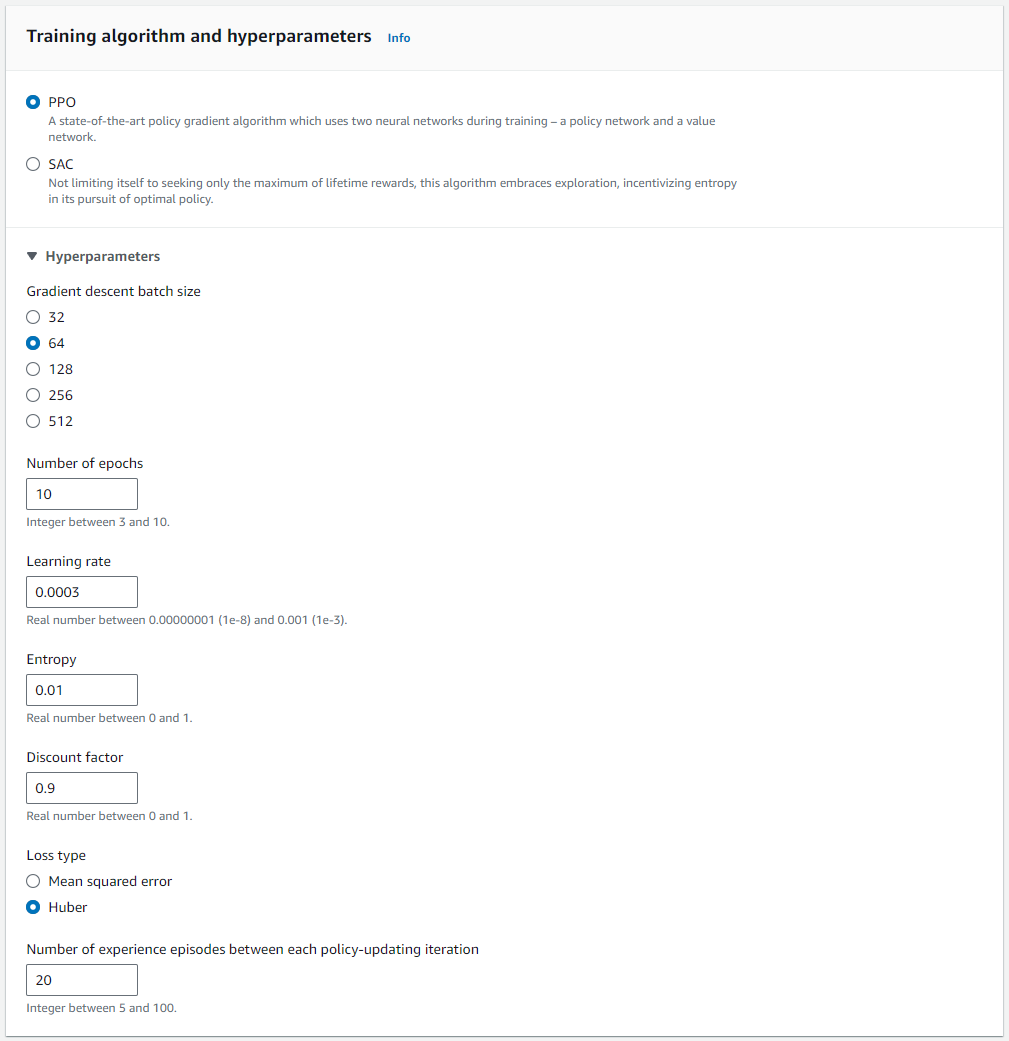 Training algorithm and hyperparameters Info
PPO
A state-of-the-art policy gradient algorithm which uses two neural networks during training – a policy network and a value
network.
SAC
Not limiting itself to seeking only the maximum of lifetime rewards, this algorithm embraces exploration, incentivizing entropy
in its pursuit of optimal policy.
Hyperparameters
Gradient descent batch size
32
64
128
256
512
Number of epochs
10
Integer between 3 and 10.
Learning rate
0.0003
Real number between 0.00000001 (1e-8) and 0.001 (1e-3).
Entropy
0.01
Real number between 0 and 1.
Discount factor
0.9
Real number between 0 and 1.
Loss type
Mean squared error
Huber
Number of experience episodes between each policy-updating iteration
20
Integer between 5 and 100.